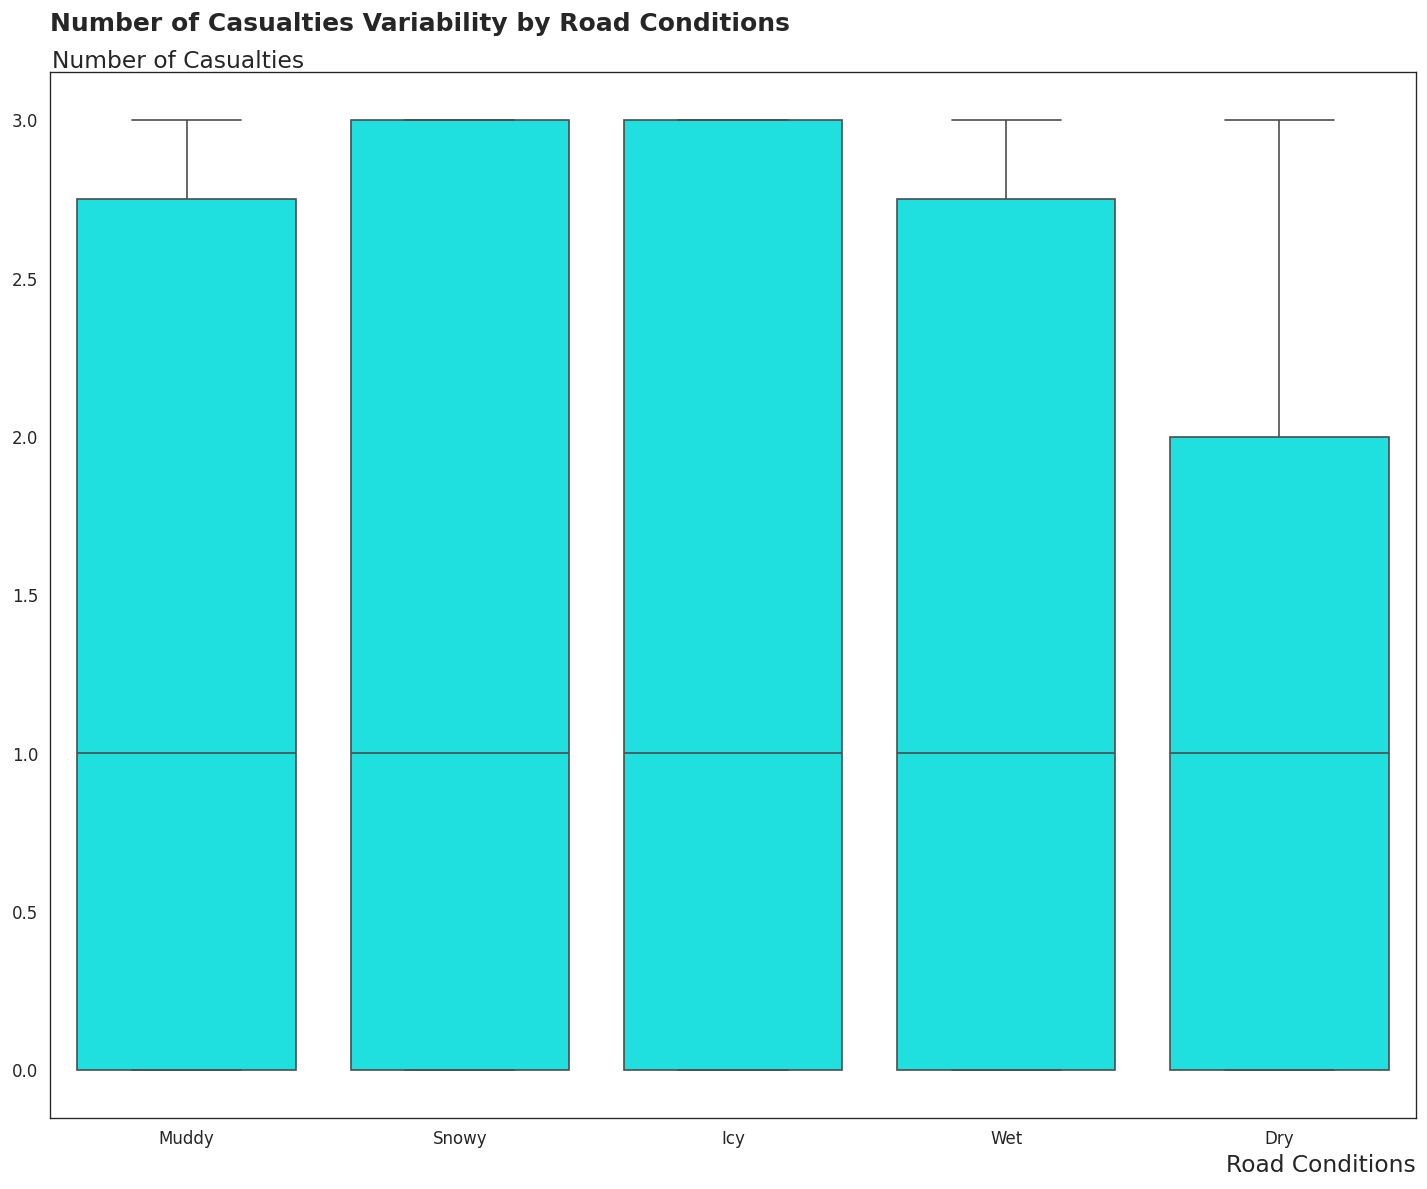 Number of Casualties Variability by Road Conditions
Number of Casualties
3.0
2.5
2.0
1.5
1.0
0.5
0.0
Muddy Snowy Icy Wet Dry
Road Conditions